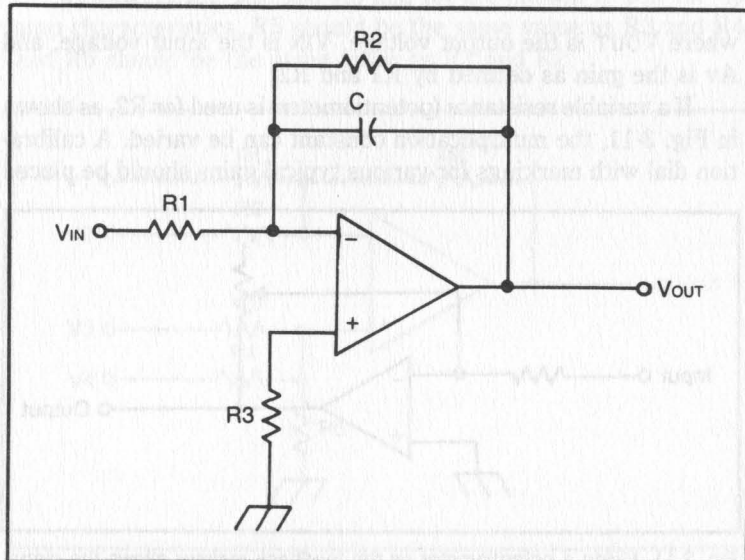 where VOUT is the output voltage, VIN is the input voltage, and
Av is the gain as defined by R1 and R2.
If a variable resistance (potentiometer) is used for R2, as shown
in Fig. 2-11, the multiplication constant can be varied. A calibra-
tion dial with markings for various typical gains should be placed
R2
C
R1
VIN
−
+
VOUT
R3
Input
Output